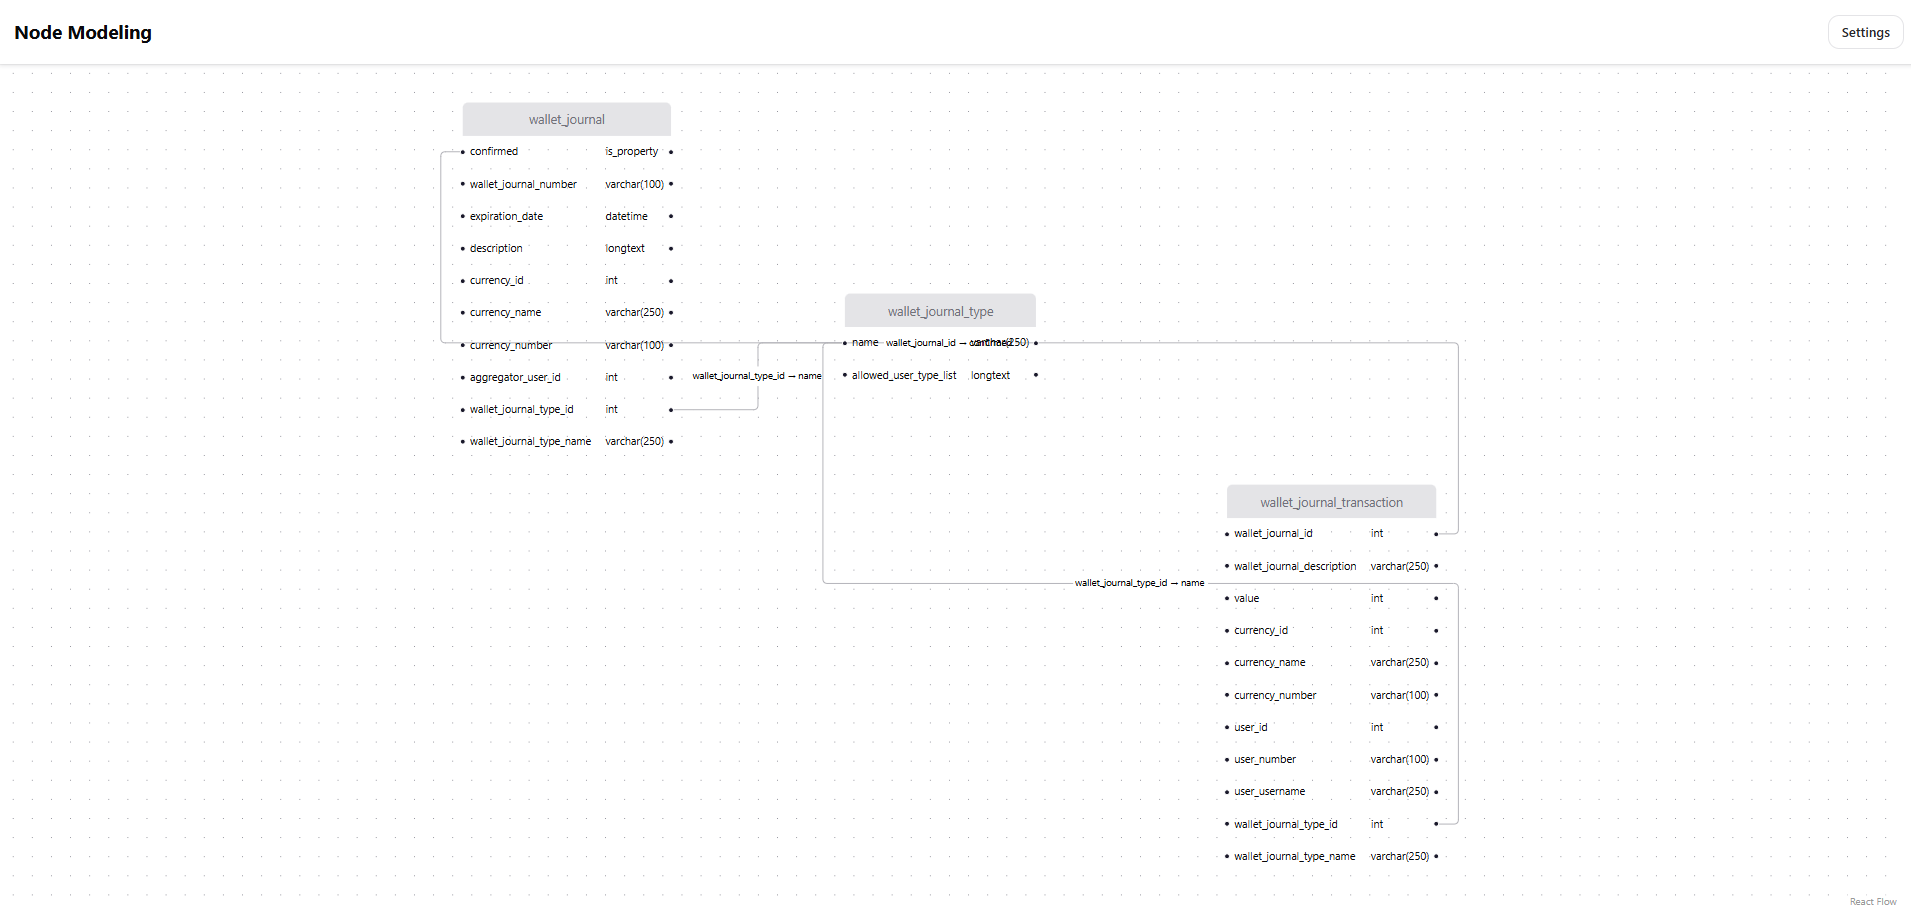 Node Modeling
Settings
wallet_journal
confirmed is_property
wallet_journal_number varchar(100)
expiration_date datetime
description longtext
currency_id int
currency_name varchar(250)
currency_number varchar(100)
aggregator_user_id int
wallet_journal_type_id int
wallet_journal_type_name varchar(250)
wallet_journal_type_id → name
wallet_journal_type
name varchar(250)
wallet_journal_id → confirmed
allowed_user_type_list longtext
wallet_journal_transaction
wallet_journal_id int
wallet_journal_description varchar(250)
wallet_journal_type_id → name
value int
currency_id int
currency_name varchar(250)
currency_number varchar(100)
user_id int
user_number varchar(100)
user_username varchar(250)
wallet_journal_type_id int
wallet_journal_type_name varchar(250)
React Flow